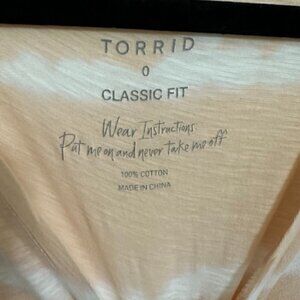 TORRID
0
CLASSIC FIT
Wear Instructions:
Put me on and never take me off
100% COTTON
MADE IN CHINA